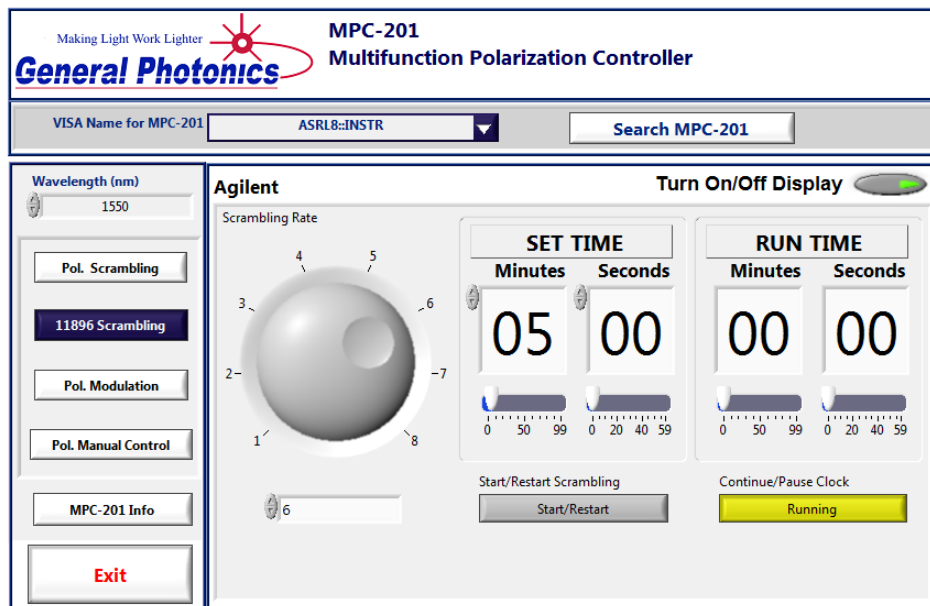 Making Light Work Lighter
General Photonics
MPC-201
Multifunction Polarization Controller
VISA Name for MPC-201
ASRL8::INSTR
Search MPC-201
Wavelength (nm)
1550
Pol. Scrambling
11896 Scrambling
Pol. Modulation
Pol. Manual Control
MPC-201 Info
Exit
Agilent
Turn On/Off Display
Scrambling Rate
1
2
3
4
5
6
7
8
6
SET TIME
Minutes Seconds
05 00
0 50 99 0 20 40 59
Start/Restart Scrambling
Start/Restart
RUN TIME
Minutes Seconds
00 00
0 50 99 0 20 40 59
Continue/Pause Clock
Running